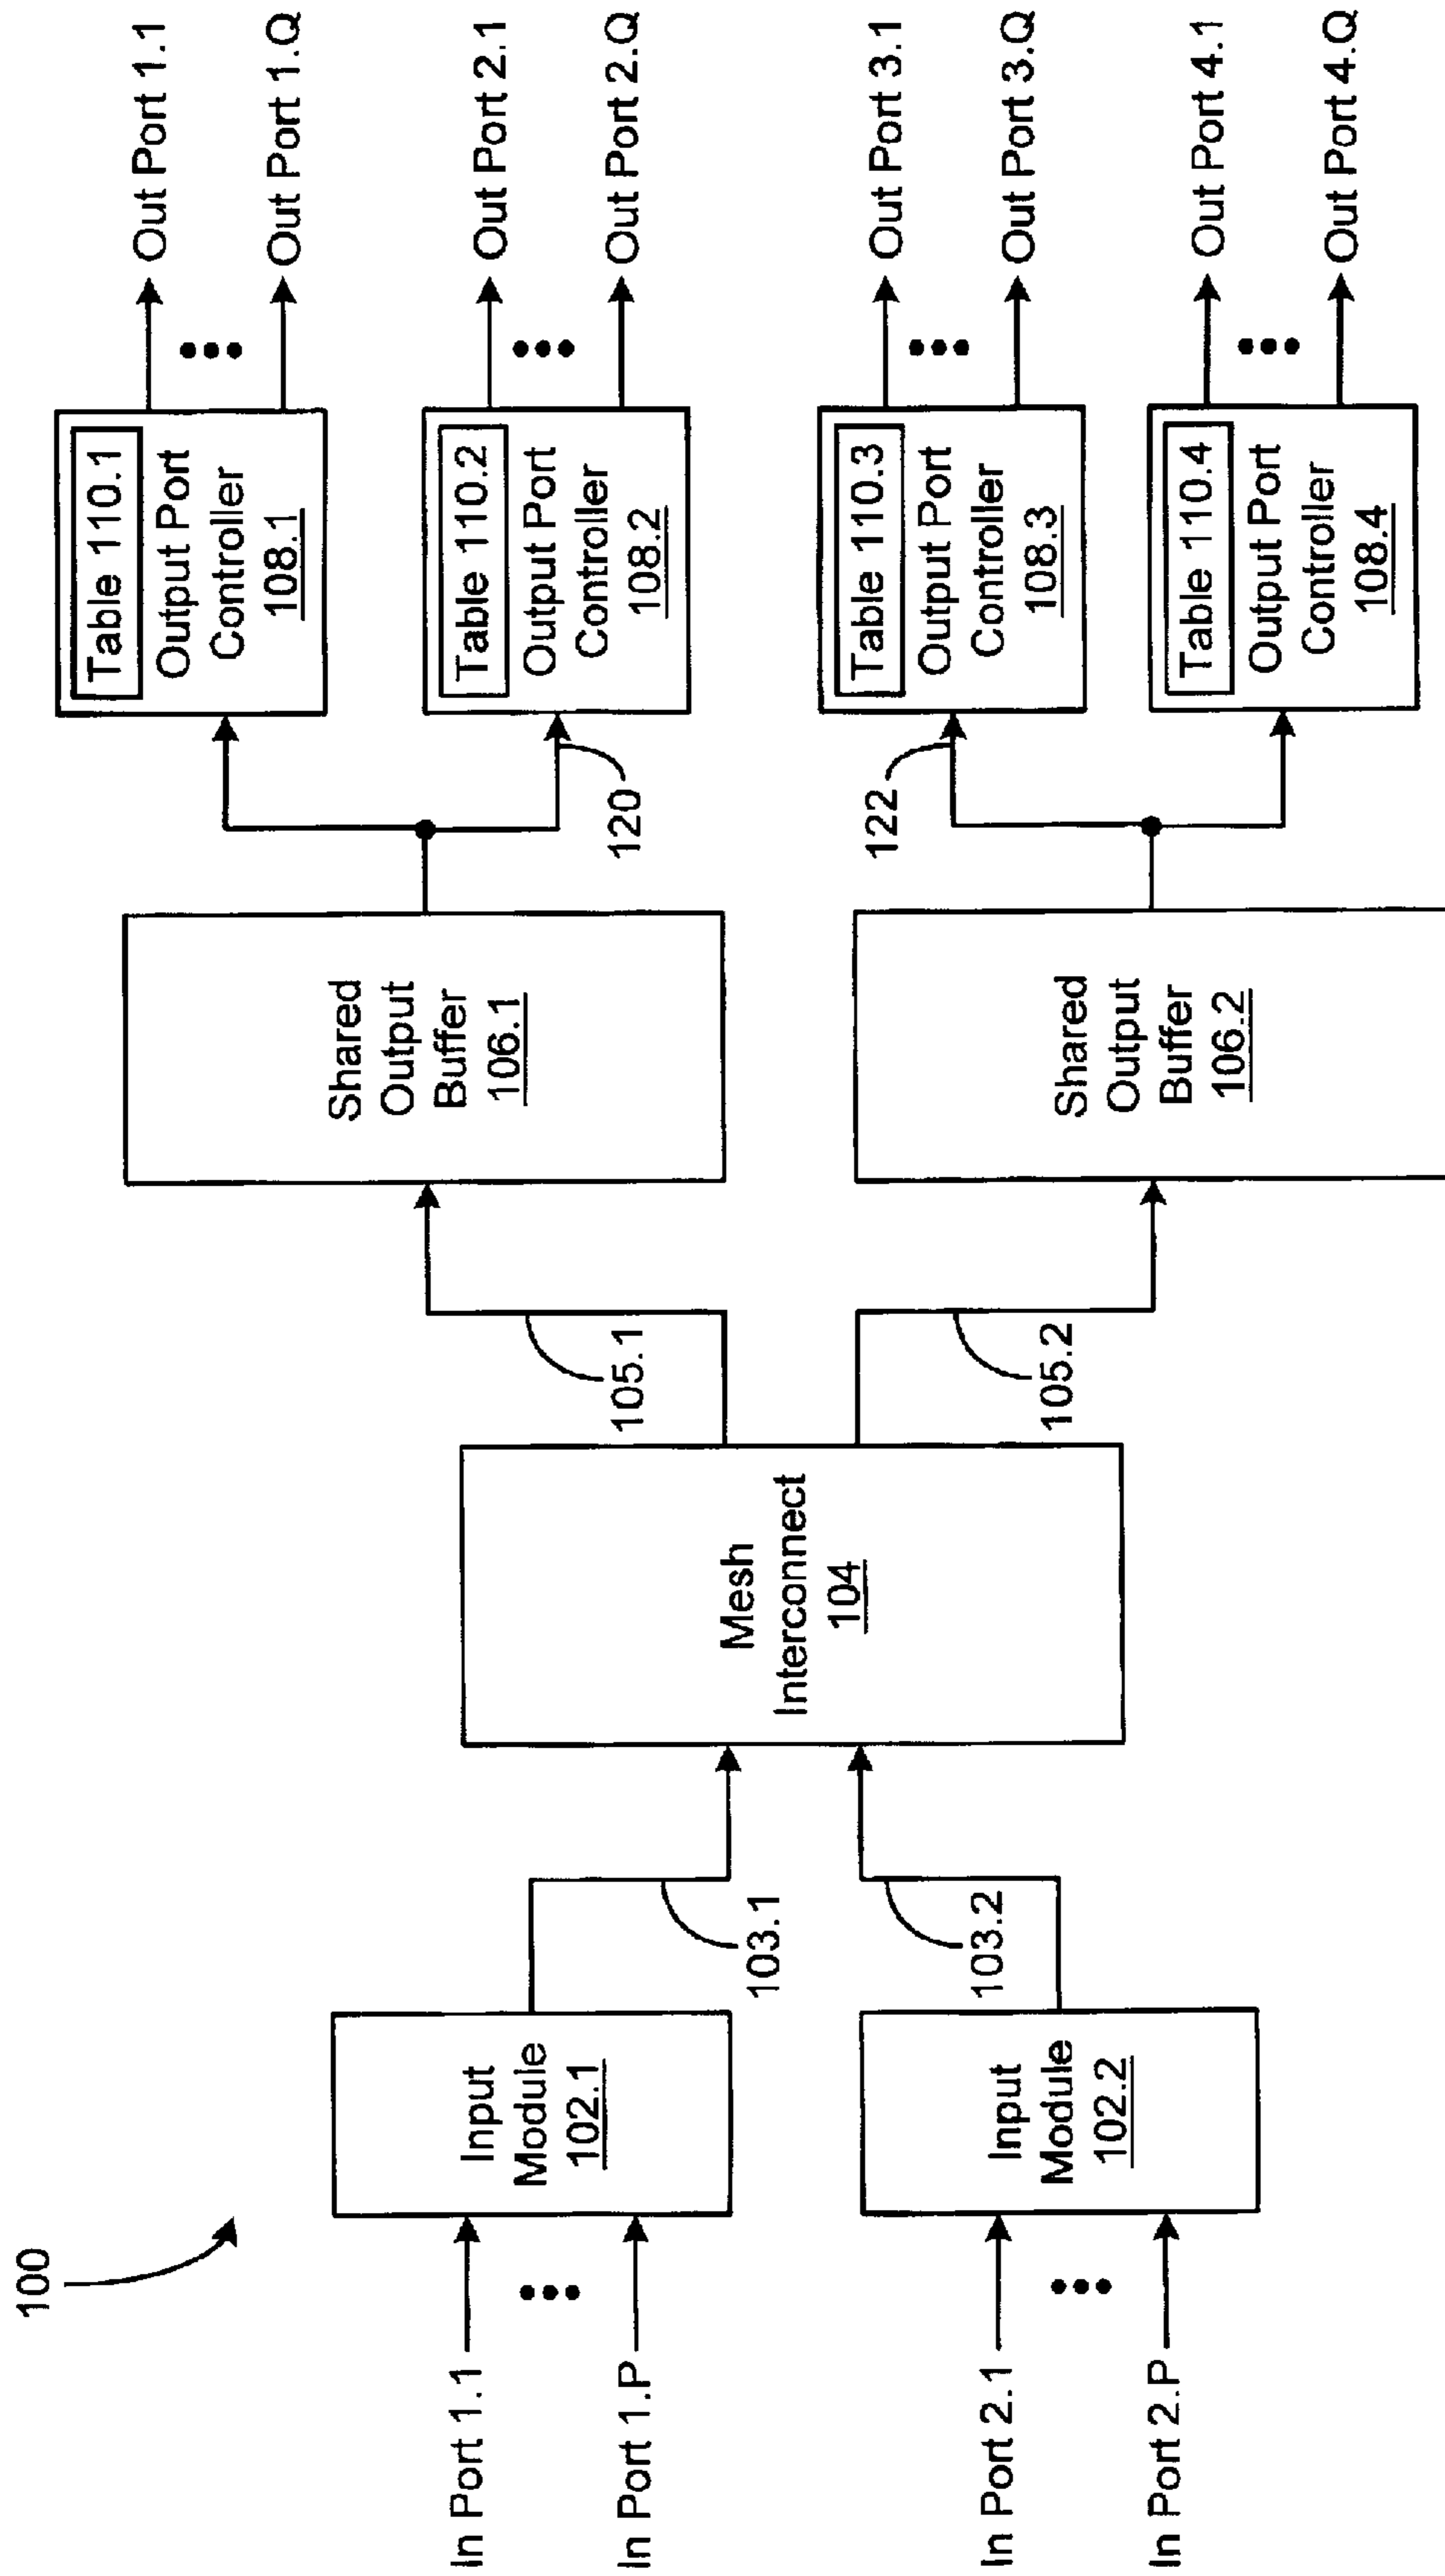 100
In Port 1.1
In Port 1.P
In Port 2.1
In Port 2.P
Input
Module
102.1
Input
Module
102.2
103.1
103.2
Mesh
Interconnect
104
105.1
105.2
Shared
Output
Buffer
106.1
Shared
Output
Buffer
106.2
120
122
Table 110.1
Output Port
Controller
108.1
Table 110.2
Output Port
Controller
108.2
Table 110.3
Output Port
Controller
108.3
Table 110.4
Output Port
Controller
108.4
Out Port 1.1
Out Port 1.Q
Out Port 2.1
Out Port 2.Q
Out Port 3.1
Out Port 3.Q
Out Port 4.1
Out Port 4.Q